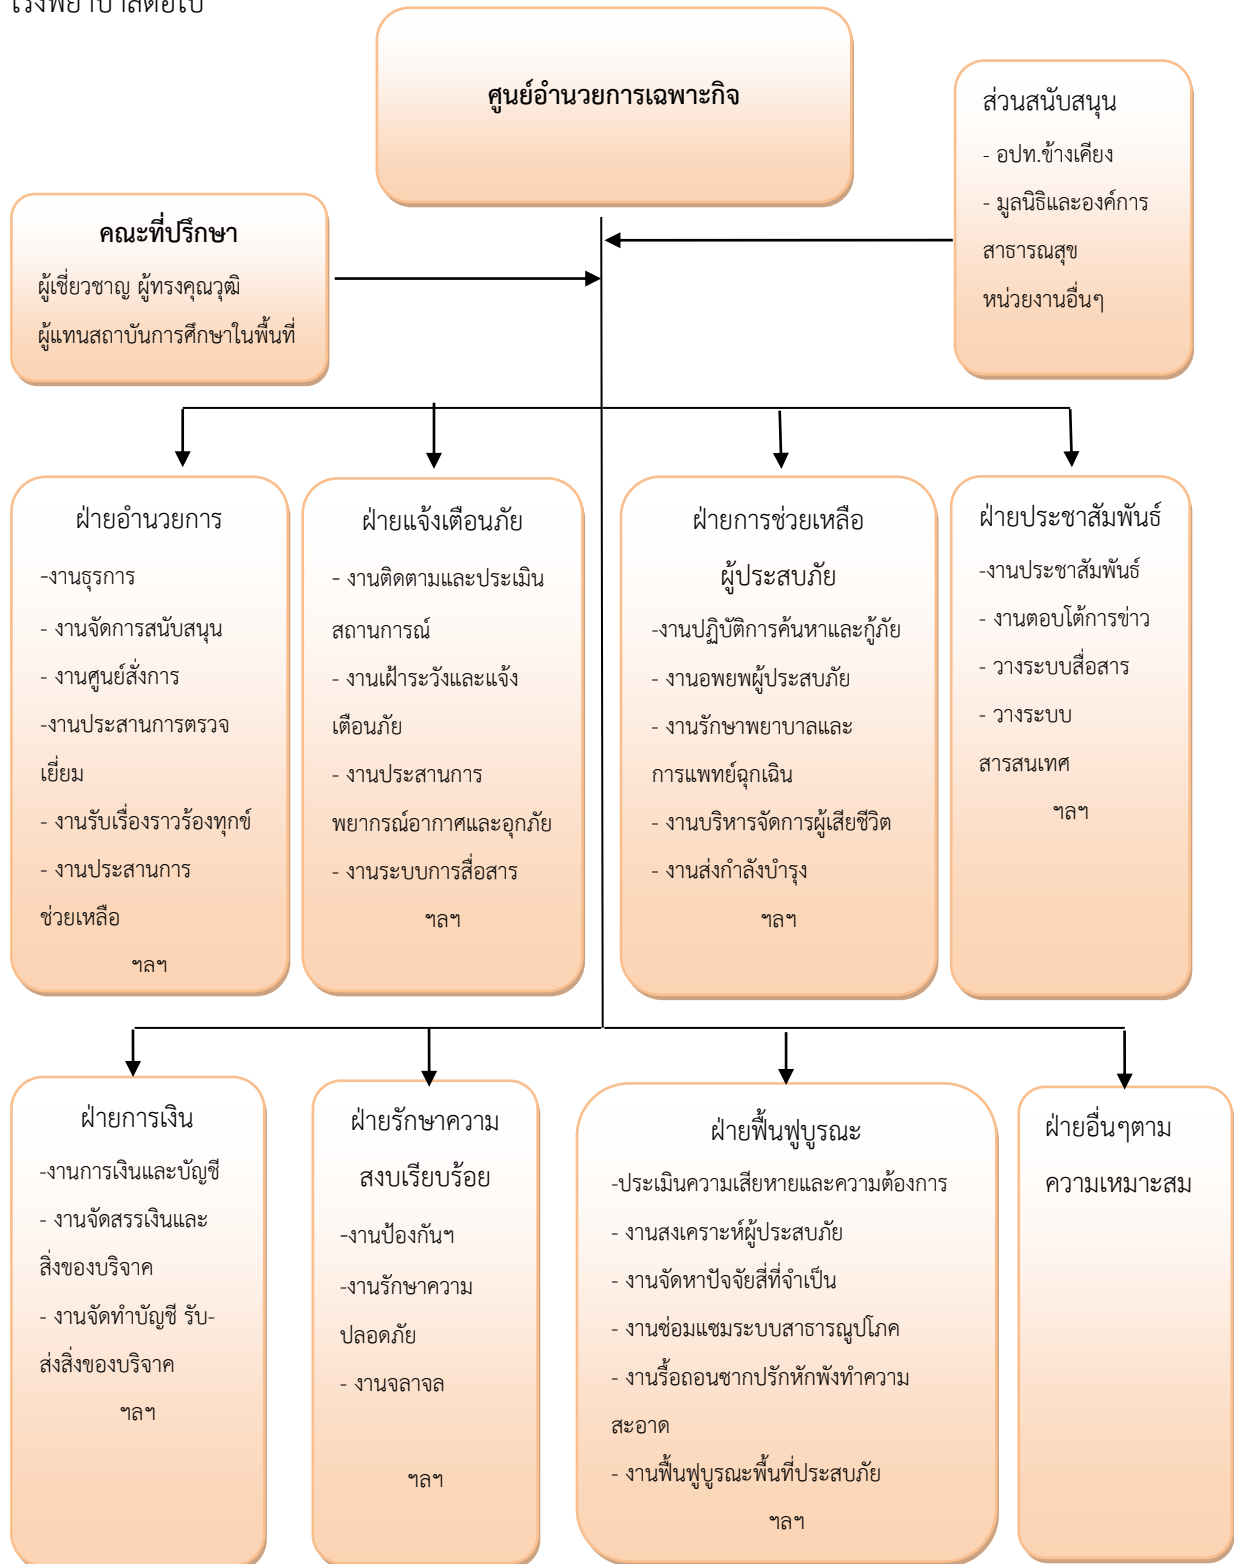 โรงพยาบาลต่อไป
ศูนย์อำนวยการเฉพาะกิจ
ส่วนสนับสนุน
- อปท.ข้างเคียง
- มูลนิธิและองค์การ
สาธารณสุข
หน่วยงานอื่นๆ
คณะที่ปรึกษา
ผู้เชี่ยวชาญ ผู้ทรงคุณวุฒิ
ผู้แทนสถาบันการศึกษาในพื้นที่
ฝ่ายอำนวยการ
-งานธุรการ
- งานจัดการสนับสนุน
- งานศูนย์สั่งการ
-งานประสานการตรวจ
เยี่ยม
- งานรับเรื่องราวร้องทุกข์
- งานประสานการ
ช่วยเหลือ
ฯลฯ
ฝ่ายแจ้งเตือนภัย
- งานติดตามและประเมิน
สถานการณ์
- งานเฝ้าระวังและแจ้ง
เตือนภัย
- งานประสานการ
พยากรณ์อากาศและอุกภัย
- งานระบบการสื่อสาร
ฯลฯ
ฝ่ายการช่วยเหลือ
ผู้ประสบภัย
-งานปฏิบัติการค้นหาและกู้ภัย
- งานอพยพผู้ประสบภัย
- งานรักษาพยาบาลและ
การแพทย์ฉุกเฉิน
- งานบริหารจัดการผู้เสียชีวิต
- งานส่งกำลังบำรุง
ฯลฯ
ฝ่ายประชาสัมพันธ์
-งานประชาสัมพันธ์
- งานตอบโต้การข่าว
- วางระบบสื่อสาร
- วางระบบ
สารสนเทศ
ฯลฯ
ฝ่ายการเงิน
-งานการเงินและบัญชี
- งานจัดสรรเงินและ
สิ่งของบริจาค
- งานจัดทำบัญชี รับ-
ส่งสิ่งของบริจาค
ฯลฯ
ฝ่ายรักษาความ
สงบเรียบร้อย
-งานป้องกันฯ
-งานรักษาความ
ปลอดภัย
- งานจลาจล
ฯลฯ
ฝ่ายฟื้นฟูบูรณะ
-ประเมินความเสียหายและความต้องการ
- งานสงเคราะห์ผู้ประสบภัย
- งานจัดหาปัจจัยสี่ที่จำเป็น
- งานซ่อมแซมระบบสาธารณูปโภค
- งานรื้อถอนซากปรักหักพังทำความ
สะอาด
- งานฟื้นฟูบูรณะพื้นที่ประสบภัย
ฯลฯ
ฝ่ายอื่นๆตาม
ความเหมาะสม